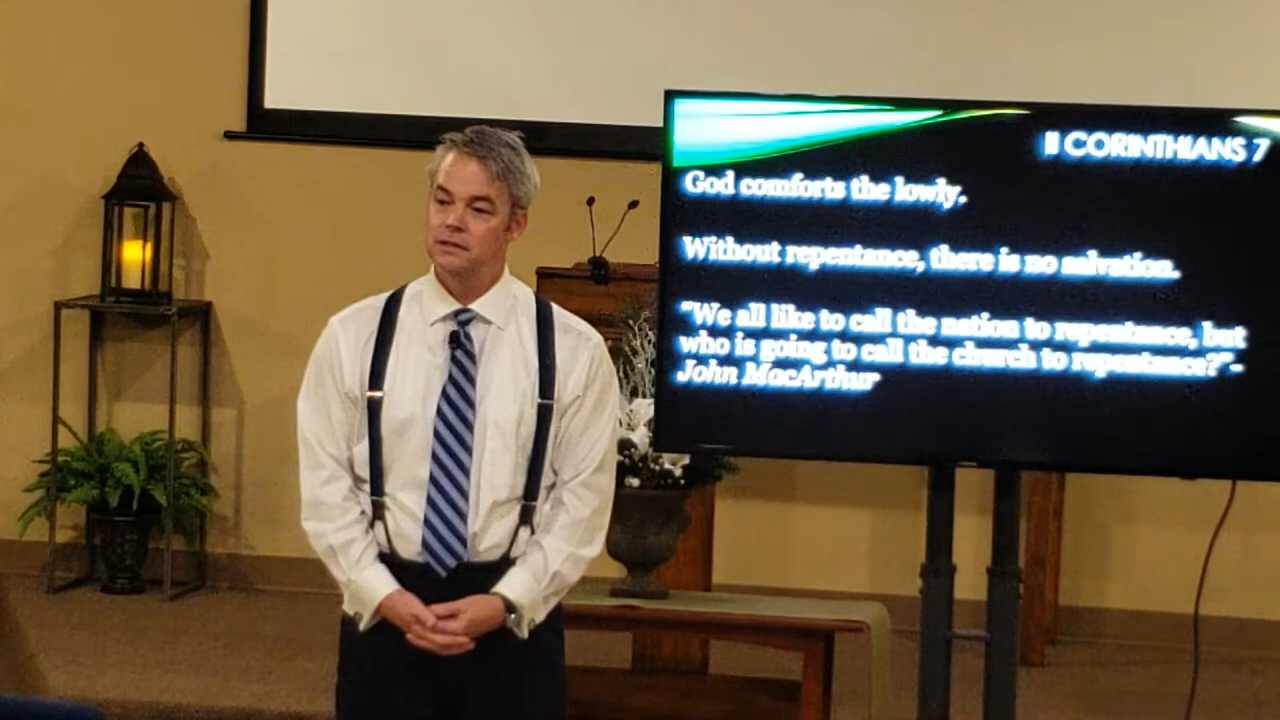 II CORINTHIANS 7
God comforts the lowly.
Without repentance, there is no salvation.
"We all like to call the nation to repentance, but
who is going to call the church to repentance?"-
John MacArthur